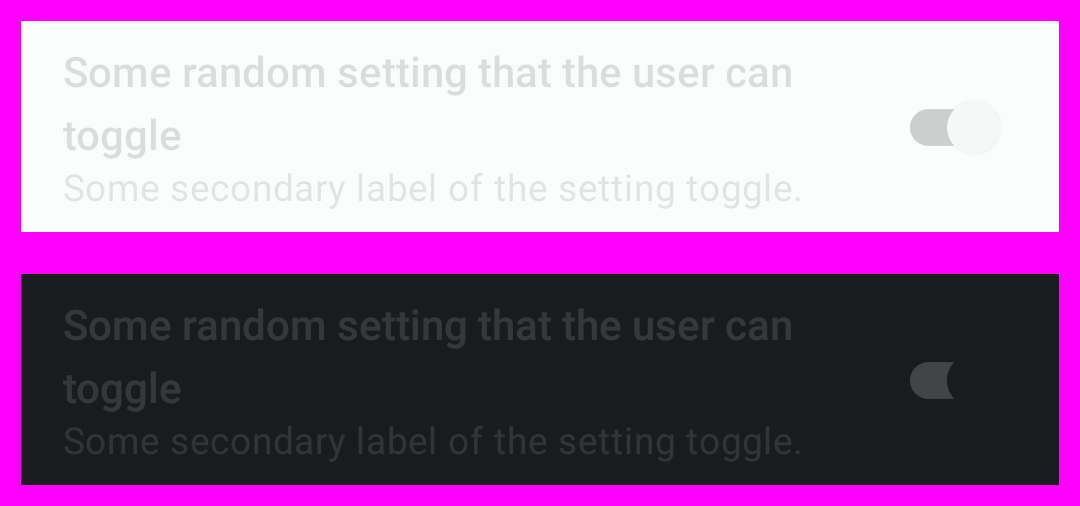 Some random setting that the user can
toggle
Some secondary label of the setting toggle.
Some random setting that the user can
toggle
Some secondary label of the setting toggle.